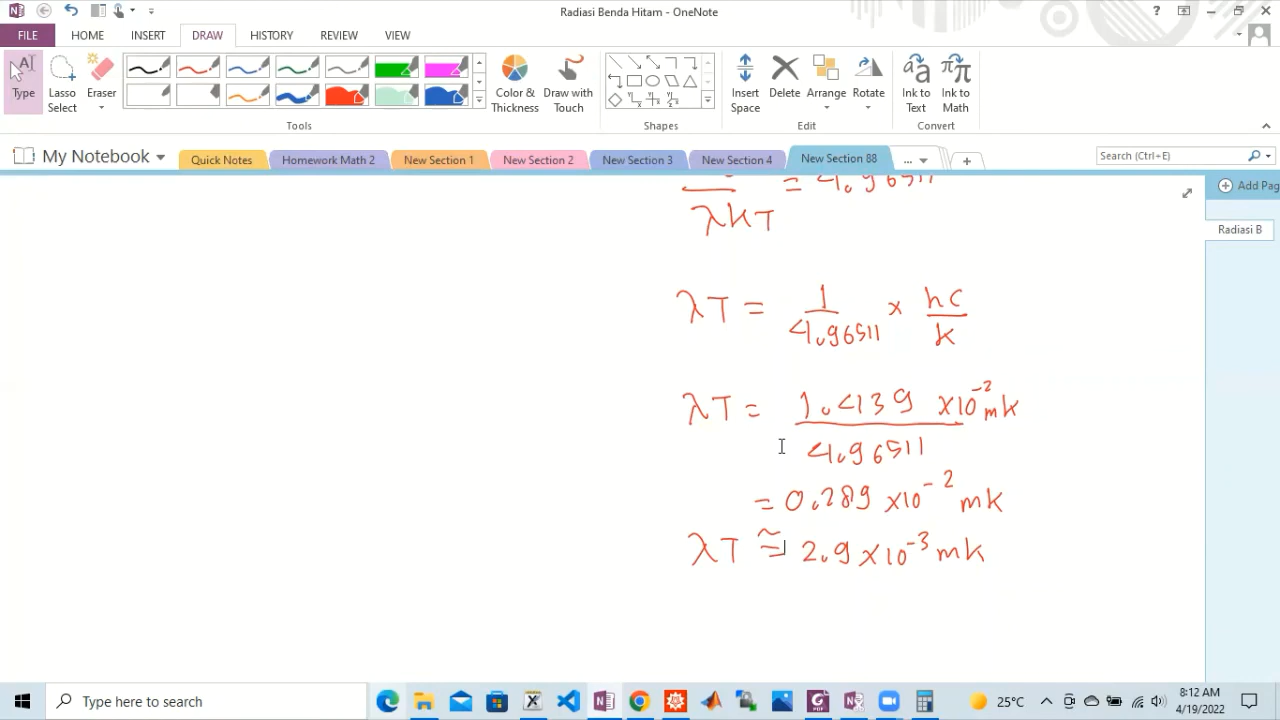 Radiasi Benda Hitam - OneNote
FILE HOME INSERT DRAW HISTORY REVIEW VIEW
Type Lasso Select Eraser Color & Thickness Draw with Touch Insert Space Delete Arrange Rotate Ink to Text Ink to Math
Tools Shapes Edit Convert
My Notebook Quick Notes Homework Math 2 New Section 1 New Section 2 New Section 3 New Section 4 New Section 88 ... + Search (Ctrl+E)
Add Pag
Radiasi B
= 4.96511
λkT
λT = 1/4.96511 × hc/k
λT = 1.4139 ×10⁻² mk
4.96511
= 0.289 ×10⁻² mk
λT ≅ 2.9 ×10⁻³ mk
Type here to search
25°C
8:12 AM
4/19/2022